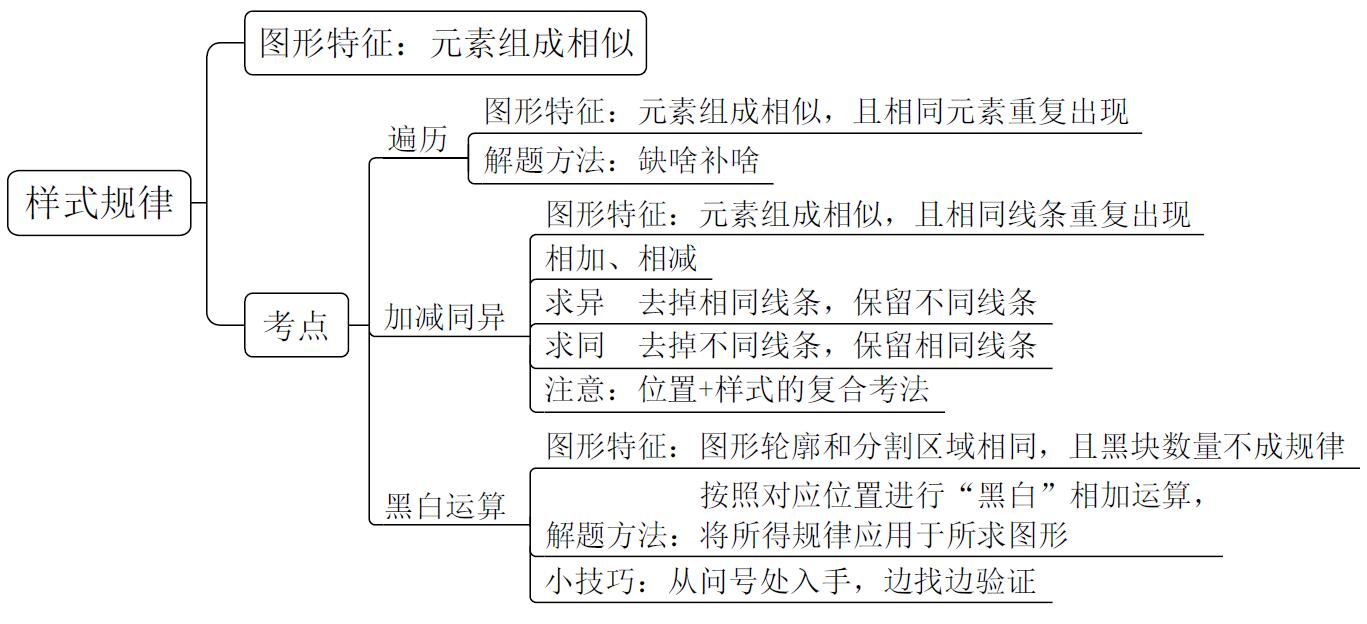 图形特征：元素组成相似
图形特征：元素组成相似，且相同元素重复出现
遍历
解题方法：缺啥补啥
样式规律
图形特征：元素组成相似，且相同线条重复出现
相加、相减
考点
加减同异
求异 去掉相同线条，保留不同线条
求同 去掉不同线条，保留相同线条
注意：位置+样式的复合考法
图形特征：图形轮廓和分割区域相同，且黑块数量不成规律
黑白运算
按照对应位置进行“黑白”相加运算，
解题方法：将所得规律应用于所求图形
小技巧：从问号处入手，边找边验证